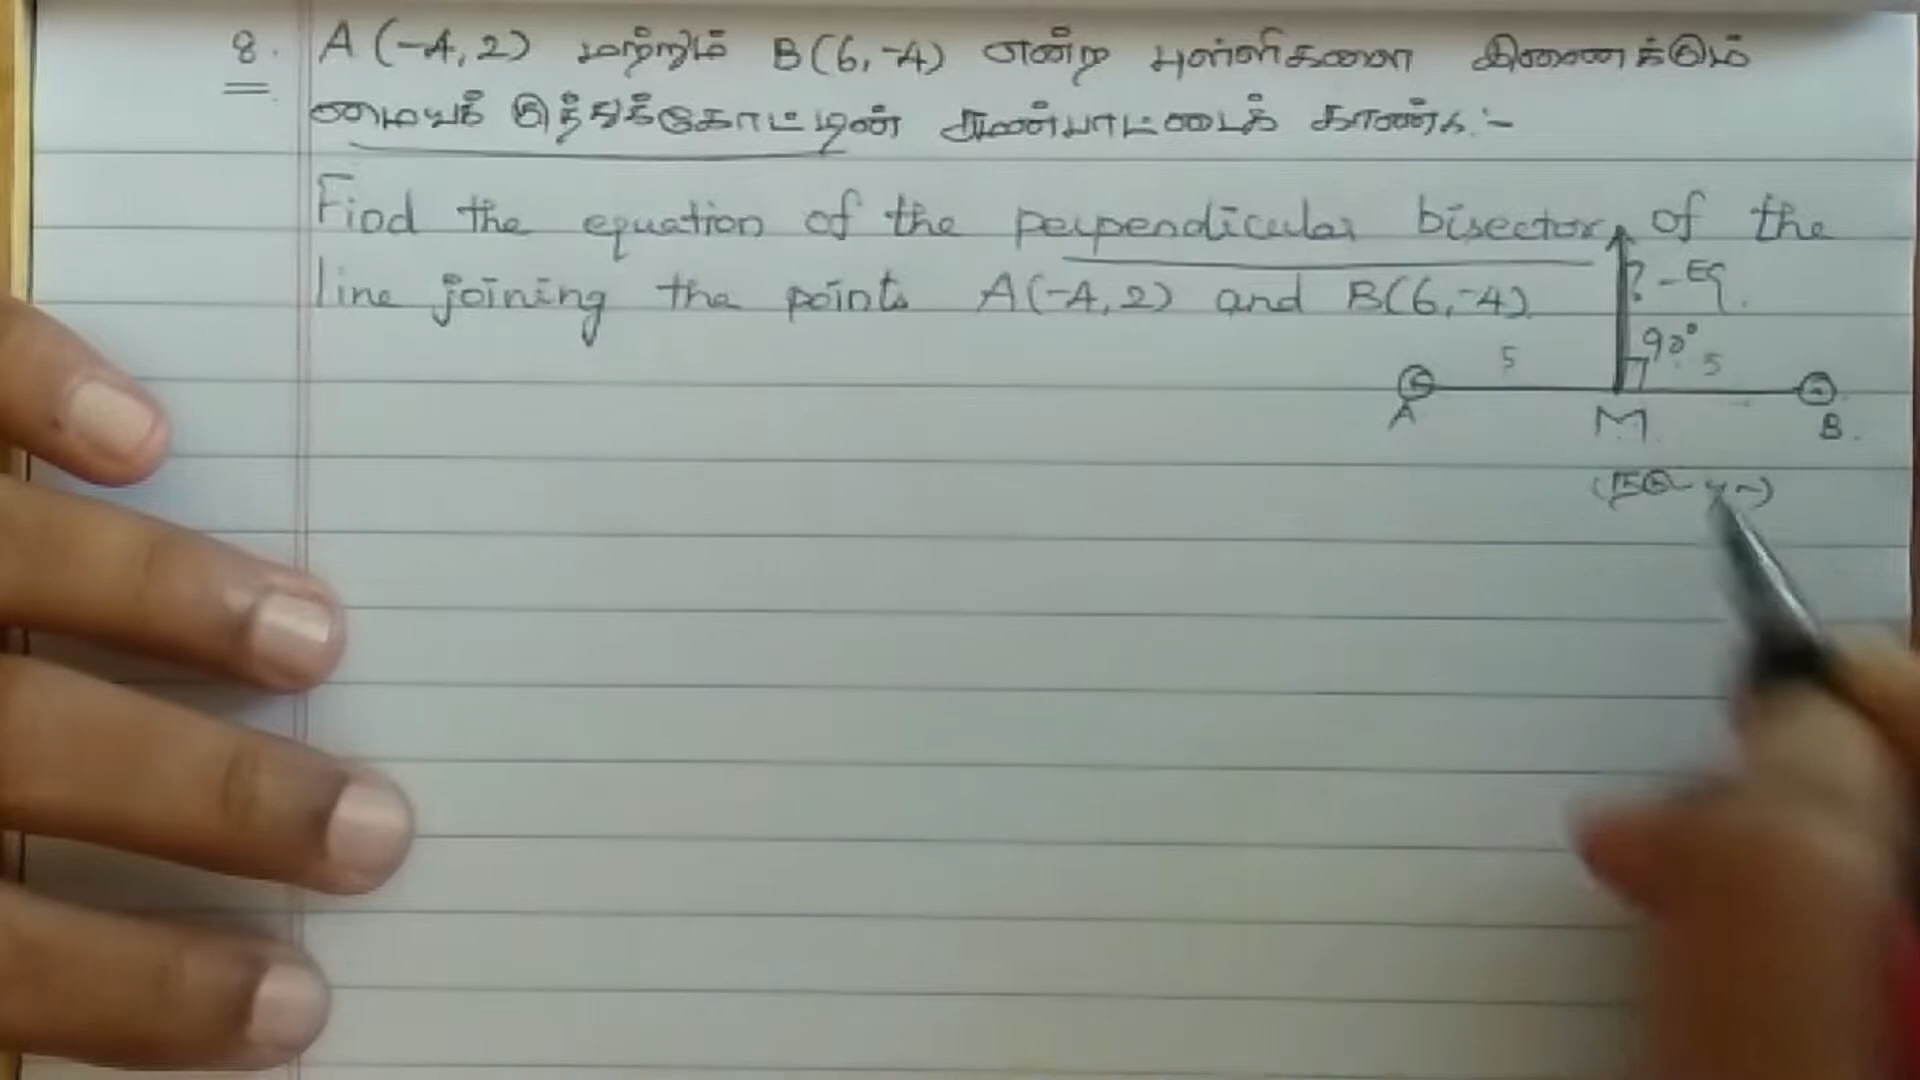 8. A(-4,2) மற்றும் B(6,-4) என்ற புள்ளிகளை இணைக்கும்
மையக் குத்துக்கோட்டின் சமன்பாட்டைக் காண்க:-
Find the equation of the perpendicular bisector of the
line joining the points A(-4,2) and B(6,-4)
? - Eq.
90°
5 5
A M B